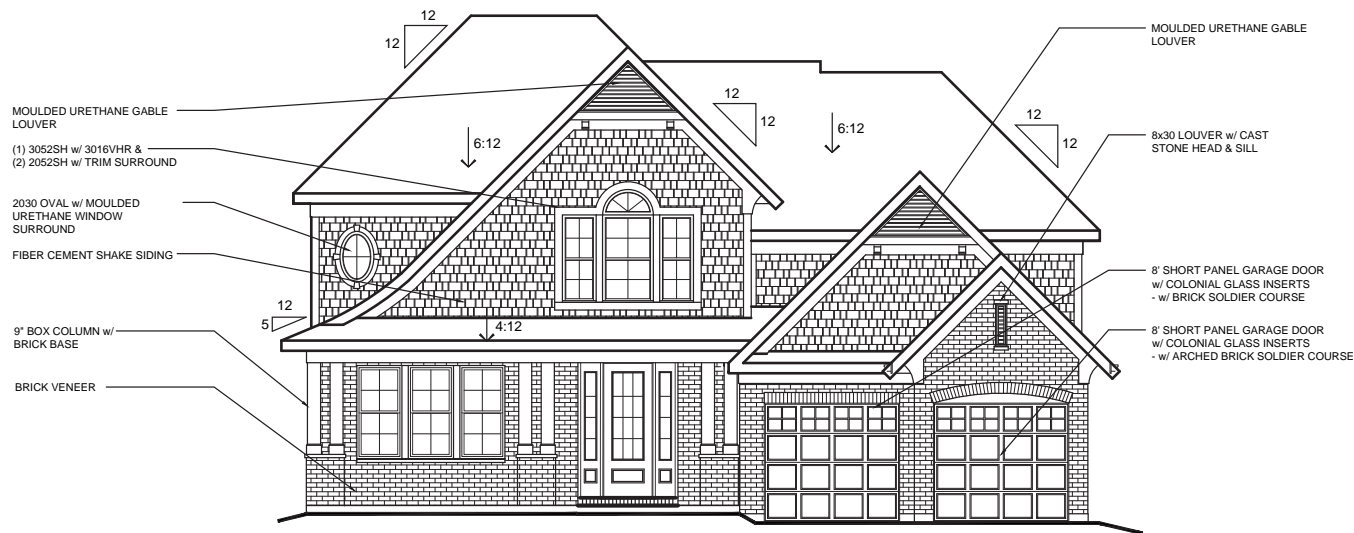 12
12
MOULDED URETHANE GABLE
LOUVER
MOULDED URETHANE GABLE
LOUVER
12
12
6:12
6:12
12
12
(1) 3052SH w/ 3016VHR &
(2) 2052SH w/ TRIM SURROUND
8x30 LOUVER w/ CAST
STONE HEAD & SILL
2030 OVAL w/ MOULDED
URETHANE WINDOW
SURROUND
FIBER CEMENT SHAKE SIDING
8' SHORT PANEL GARAGE DOOR
w/ COLONIAL GLASS INSERTS
- w/ BRICK SOLDIER COURSE
12
5
4:12
9" BOX COLUMN w/
BRICK BASE
8' SHORT PANEL GARAGE DOOR
w/ COLONIAL GLASS INSERTS
- w/ ARCHED BRICK SOLDIER COURSE
BRICK VENEER